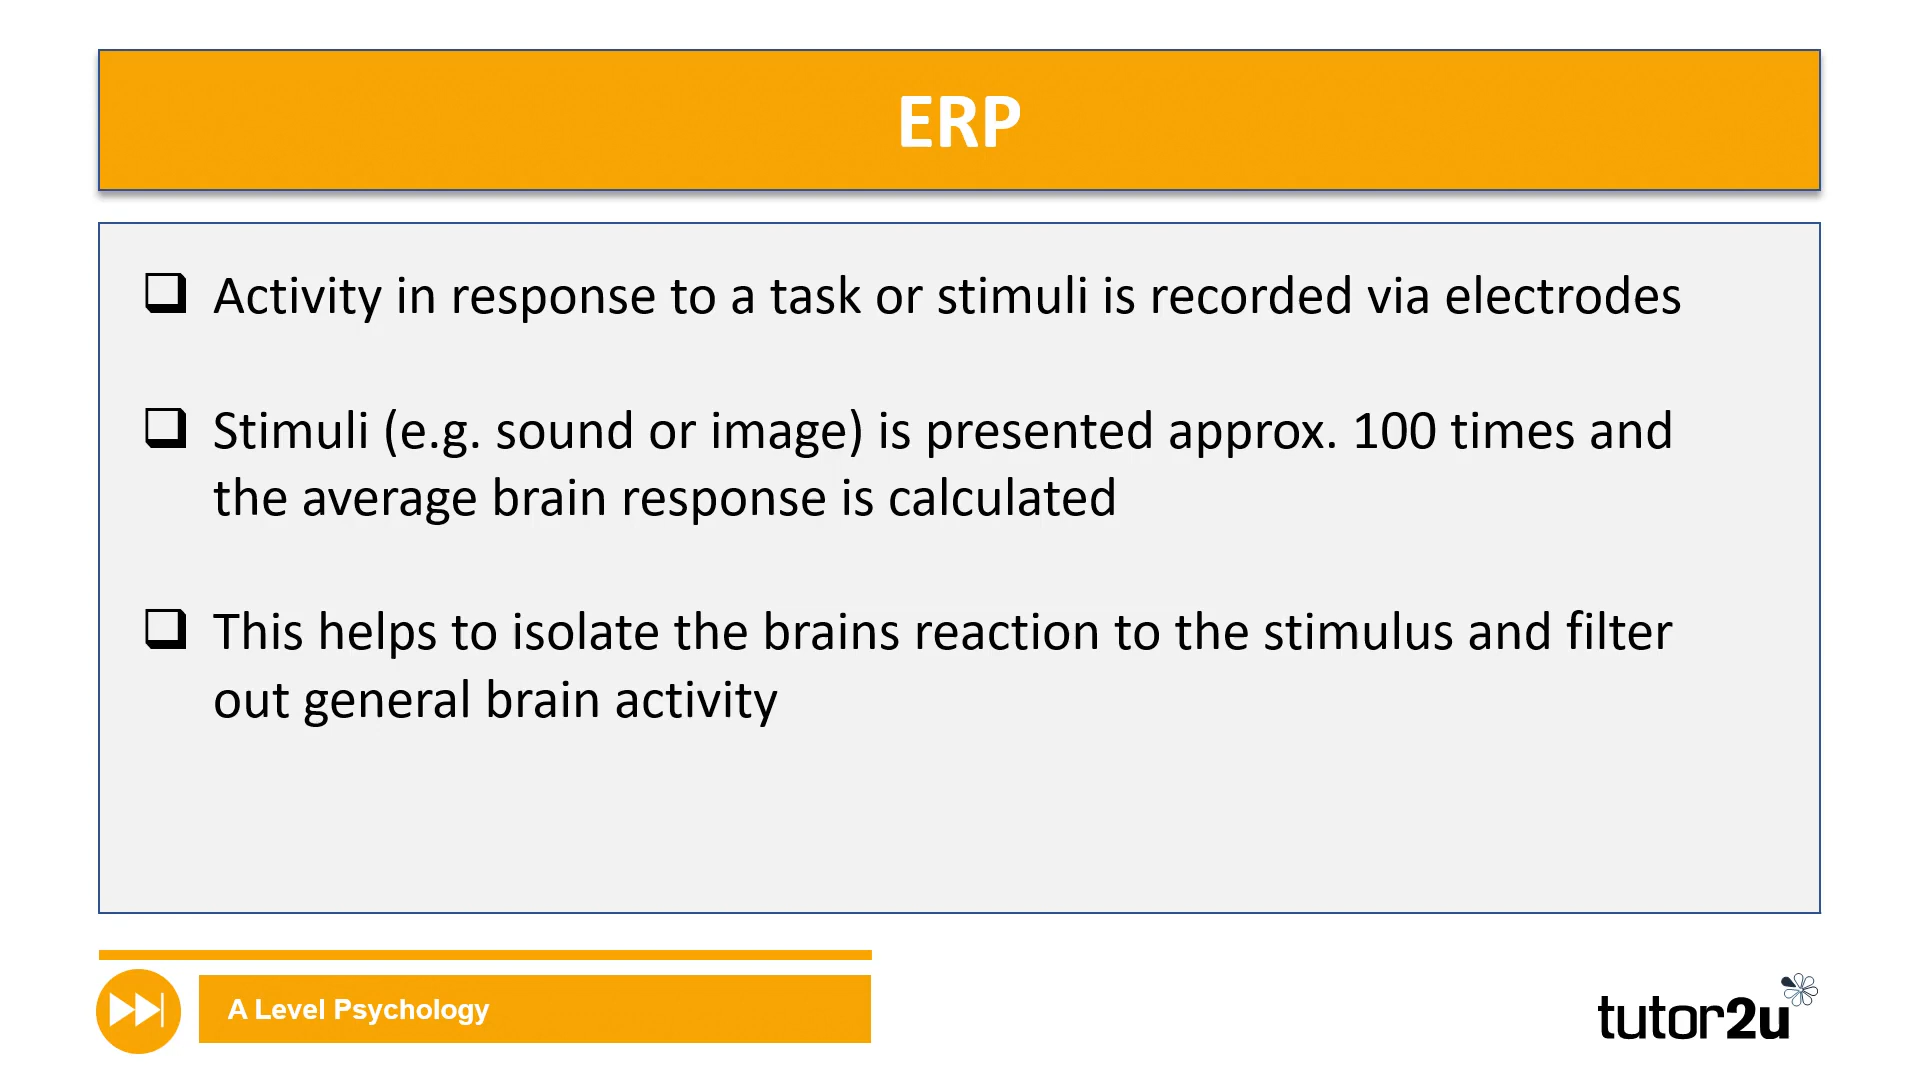 ERP
Activity in response to a task or stimuli is recorded via electrodes
Stimuli (e.g. sound or image) is presented approx. 100 times and
the average brain response is calculated
This helps to isolate the brains reaction to the stimulus and filter
out general brain activity
A Level Psychology
tutor2u